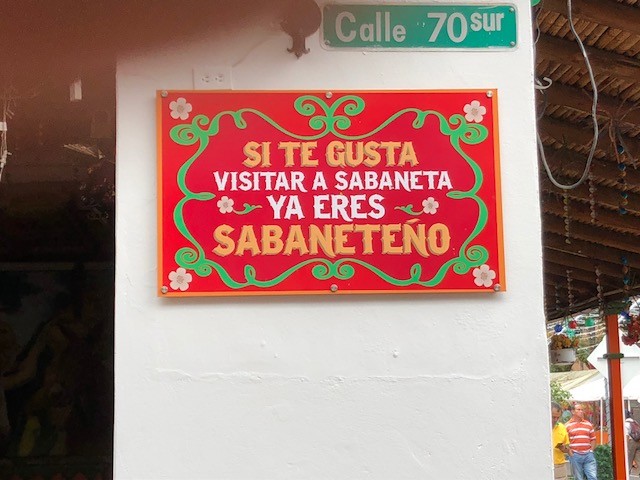 Calle 70 sur
SI TE GUSTA
VISITAR A SABANETA
YA ERES
SABANETEÑO